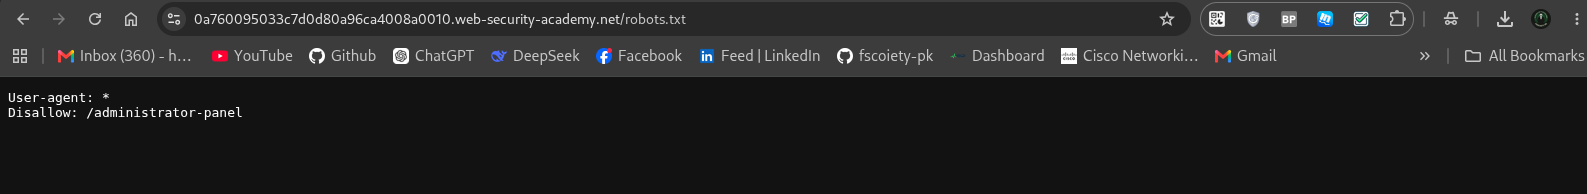 0a760095033c7d0d80a96ca4008a0010.web-security-academy.net/robots.txt
BP
Inbox (360) - h... YouTube Github ChatGPT DeepSeek Facebook Feed | LinkedIn fscoiety-pk Dashboard Cisco Networki... Gmail » All Bookmarks
User-agent: *
Disallow: /administrator-panel